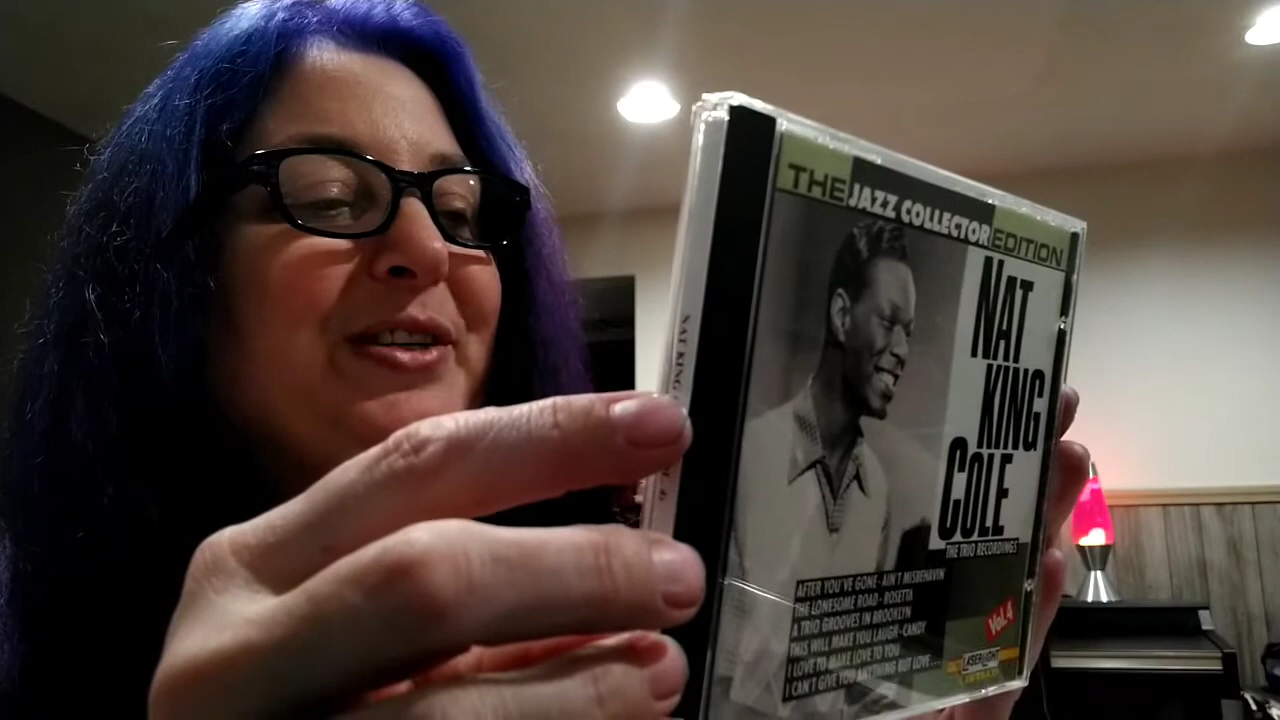 THE JAZZ COLLECTOR EDITION
NAT
KING
COLE
THE TRIO RECORDINGS
AFTER YOU'VE GONE - AIN'T MISBEHAVIN
THE LONESOME ROAD - ROSETTA
A TRIO GROOVES IN BROOKLYN
THIS WILL MAKE YOU LAUGH - CANDY
I LOVE TO MAKE LOVE TO YOU
I CAN'T GIVE YOU ANYTHING BUT LOVE...
Vol.4
LASERLIGHT
NAT KING